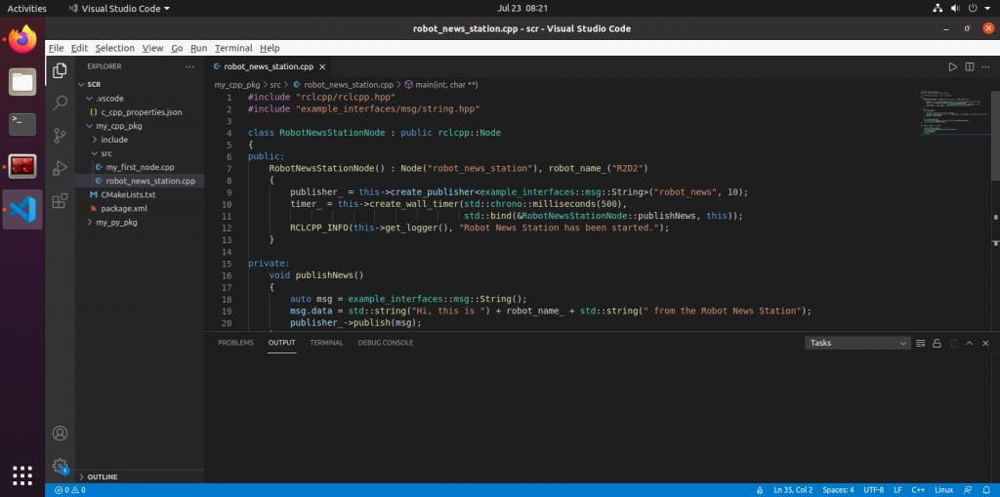 Activities
Visual Studio Code
Jul 23 08:21
robot_news_station.cpp - scr - Visual Studio Code
File Edit Selection View Go Run Terminal Help
EXPLORER
SCR
.vscode
{} c_cpp_properties.json
my_cpp_pkg
include
src
my_first_node.cpp
robot_news_station.cpp
CMakeLists.txt
package.xml
my_py_pkg
OUTLINE
robot_news_station.cpp
my_cpp_pkg > src > robot_news_station.cpp > main(int, char **)
1 #include "rclcpp/rclcpp.hpp"
2 #include "example_interfaces/msg/string.hpp"
3
4 class RobotNewsStationNode : public rclcpp::Node
5 {
6 public:
7 RobotNewsStationNode() : Node("robot_news_station"), robot_name_("R2D2")
8 {
9 publisher_ = this->create_publisher<example_interfaces::msg::String>("robot_news", 10);
10 timer_ = this->create_wall_timer(std::chrono::milliseconds(500),
11 std::bind(&RobotNewsStationNode::publishNews, this));
12 RCLCPP_INFO(this->get_logger(), "Robot News Station has been started.");
13 }
14
15 private:
16 void publishNews()
17 {
18 auto msg = example_interfaces::msg::String();
19 msg.data = std::string("Hi, this is ") + robot_name_ + std::string(" from the Robot News Station");
20 publisher_->publish(msg);
PROBLEMS OUTPUT TERMINAL DEBUG CONSOLE
Tasks
0 0
Ln 35, Col 2 Spaces: 4 UTF-8 LF C++ Linux